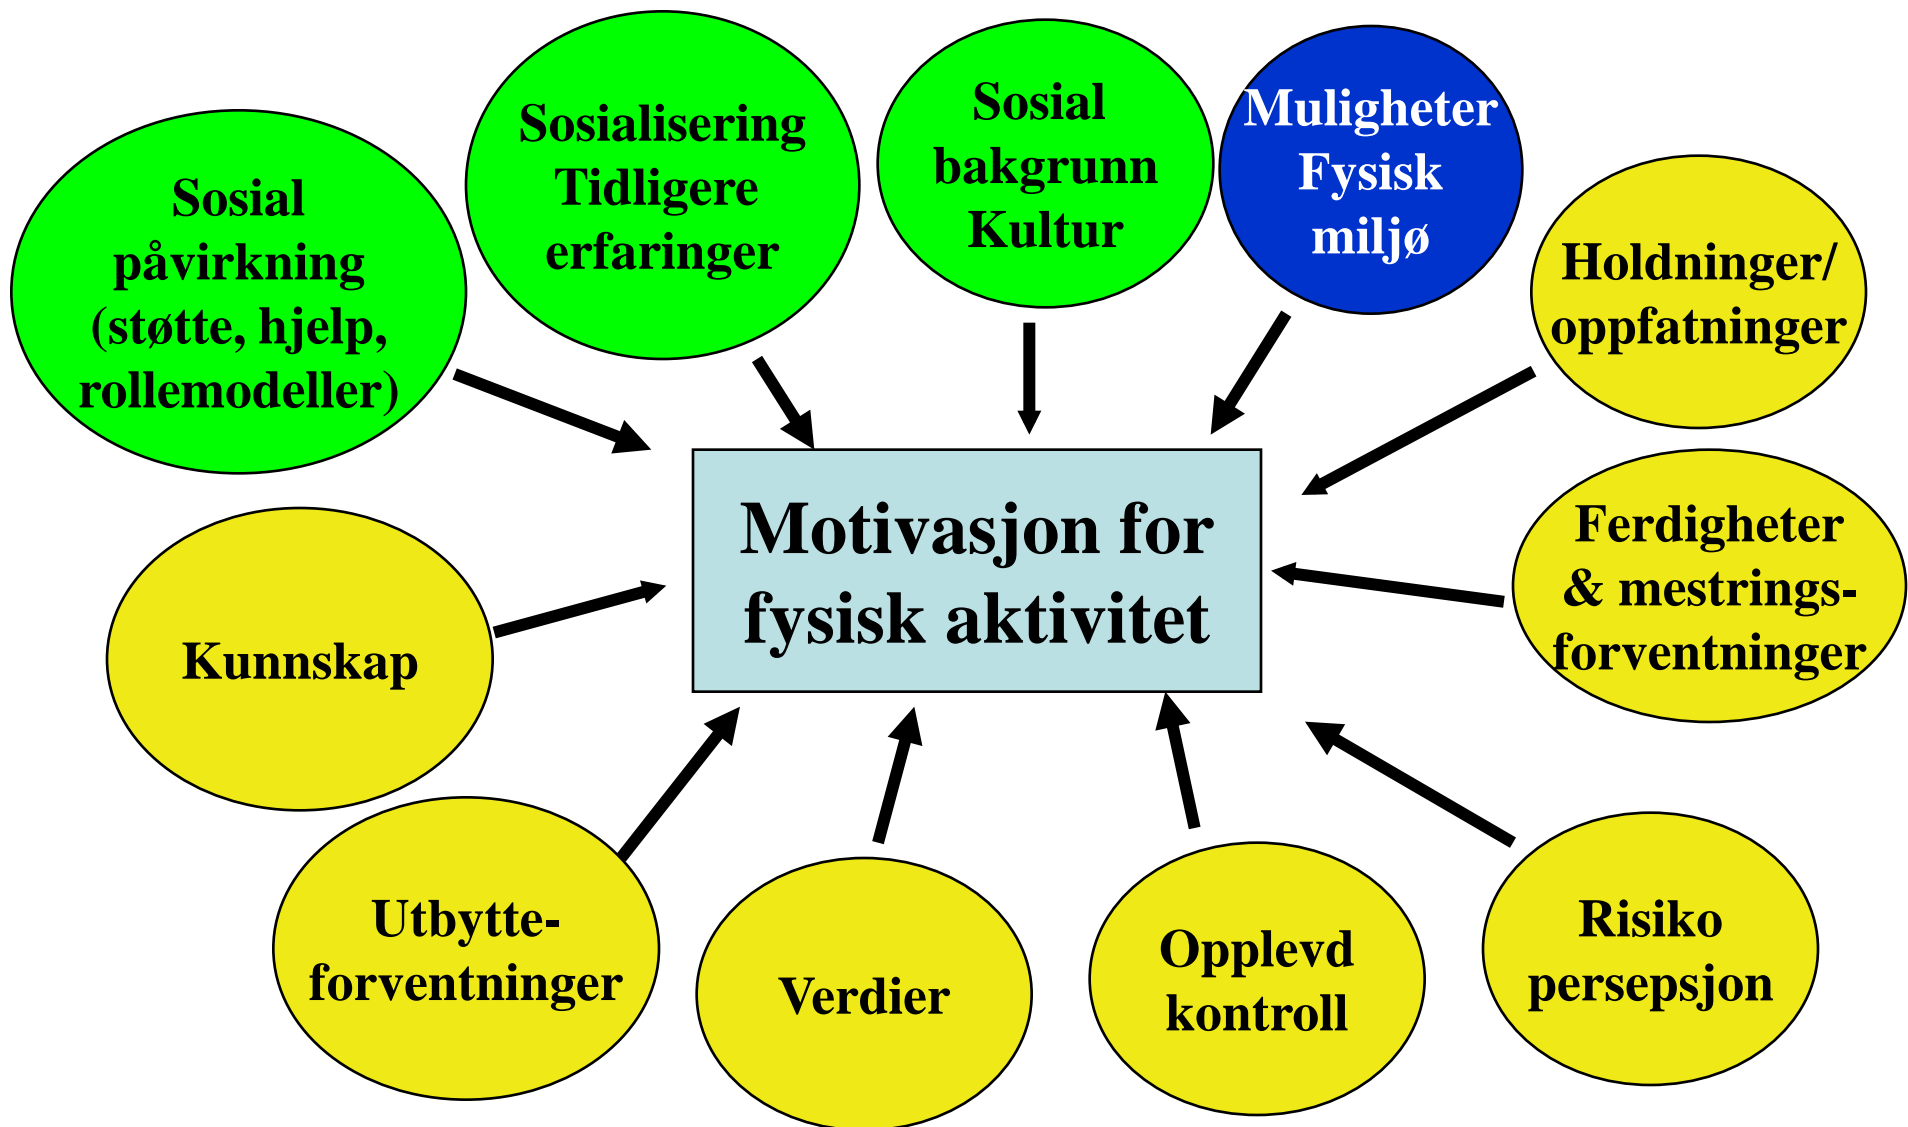 Sosial
påvirkning
(støtte, hjelp,
rollemodeller)
Sosialisering
Tidligere
erfaringer
Sosial
bakgrunn
Kultur
Muligheter
Fysisk
miljø
Holdninger/
oppfatninger
Motivasjon for
fysisk aktivitet
Ferdigheter
& mestrings-
forventninger
Kunnskap
Utbytte-
forventninger
Verdier
Opplevd
kontroll
Risiko
persepsjon